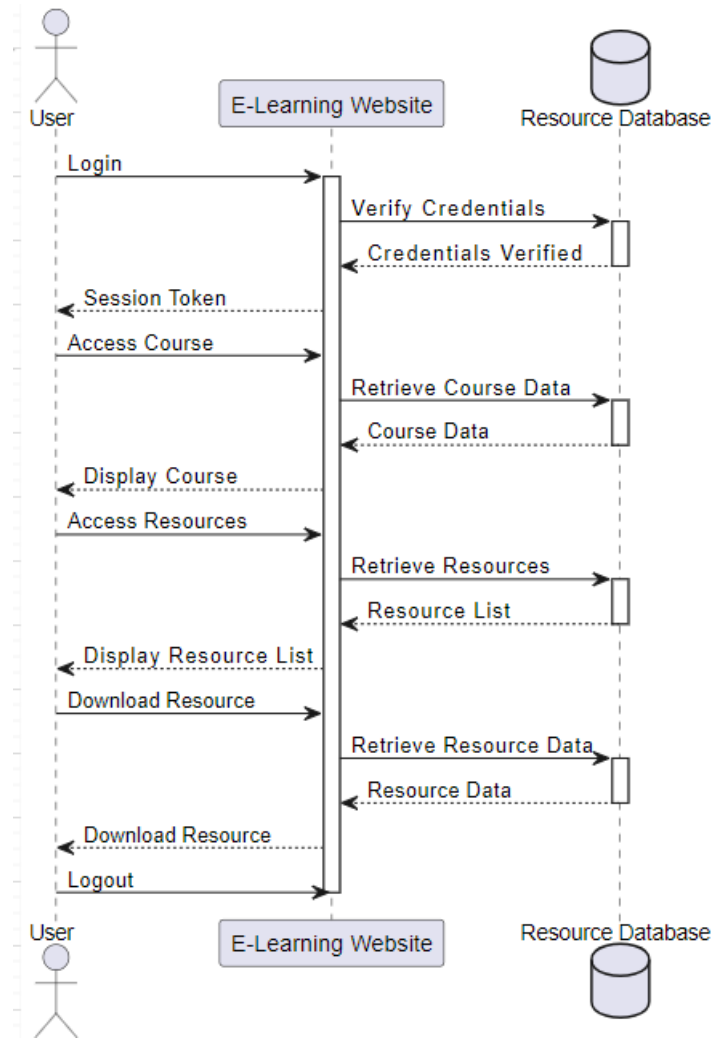 User
E-Learning Website
Resource Database
Login
Verify Credentials
Credentials Verified
Session Token
Access Course
Retrieve Course Data
Course Data
Display Course
Access Resources
Retrieve Resources
Resource List
Display Resource List
Download Resource
Retrieve Resource Data
Resource Data
Download Resource
Logout
User
E-Learning Website
Resource Database